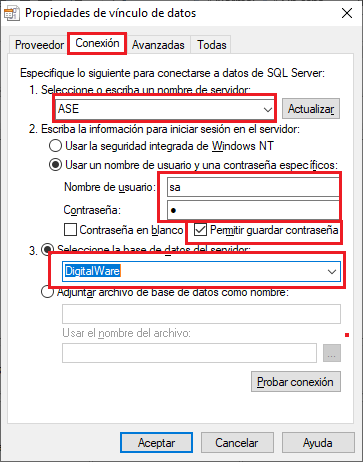 Propiedades de vínculo de datos
Proveedor Conexión Avanzadas Todas
Especifique lo siguiente para conectarse a datos de SQL Server:
1. Seleccione o escriba un nombre de servidor:
ASE Actualizar
2. Escriba la información para iniciar sesión en el servidor:
Usar la seguridad integrada de Windows NT
Usar un nombre de usuario y una contraseña específicos:
Nombre de usuario: sa
Contraseña: ●
Contraseña en blanco Permitir guardar contraseña
3. Seleccione la base de datos del servidor:
DigitalWare
Adjuntar archivo de base de datos como nombre:
Usar el nombre del archivo:
...
Probar conexión
Aceptar Cancelar Ayuda